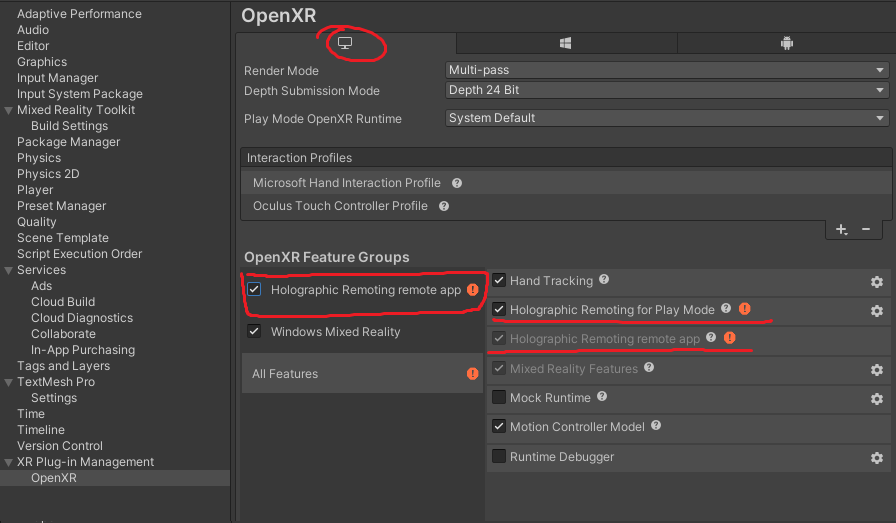 Adaptive Performance
Audio
Editor
Graphics
Input Manager
Input System Package
Mixed Reality Toolkit
Build Settings
Package Manager
Physics
Physics 2D
Player
Preset Manager
Quality
Scene Template
Script Execution Order
Services
Ads
Cloud Build
Cloud Diagnostics
Collaborate
In-App Purchasing
Tags and Layers
TextMesh Pro
Settings
Time
Timeline
Version Control
XR Plug-in Management
OpenXR
OpenXR
Render Mode Multi-pass
Depth Submission Mode Depth 24 Bit
Play Mode OpenXR Runtime System Default
Interaction Profiles
Microsoft Hand Interaction Profile
Oculus Touch Controller Profile
OpenXR Feature Groups
Holographic Remoting remote app
Windows Mixed Reality
All Features
Hand Tracking
Holographic Remoting for Play Mode
Holographic Remoting remote app
Mixed Reality Features
Mock Runtime
Motion Controller Model
Runtime Debugger